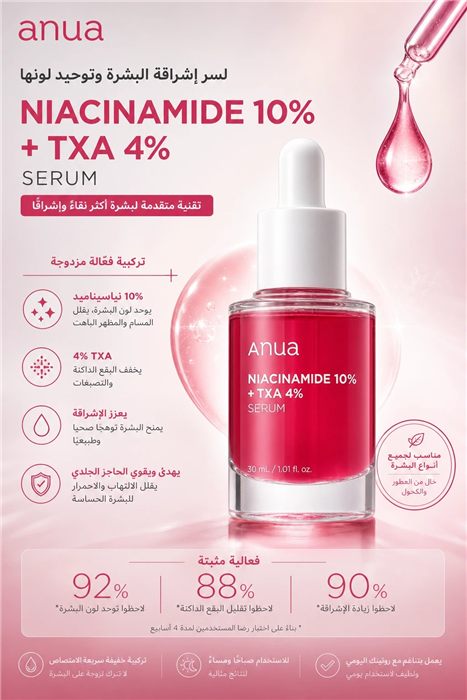 anua
لسر إشراقة البشرة وتوحيد لونها
NIACINAMIDE 10%
+ TXA 4%
SERUM
تقنية متقدمة لبشرة أكثر نقاءً وإشراقًا
تركيبة فعّالة مزدوجة
10% نياسيناميد
يوحد لون البشرة، يقلل
المسام والمظهر الباهت
4% TXA
يخفف البقع الداكنة
والتصبغات
يعزز الإشراقة
يمنح البشرة توهجًا صحيا
وطبيعيًا
يهدئ ويقوي الحاجز الجلدي
يقلل الالتهاب والاحمرار
للبشرة الحساسة
Anua
NIACINAMIDE 10%
+ TXA 4%
SERUM
30 mL / 1.01 fl. oz.
مناسب لجميع
أنواع البشرة
خال من العطور
والكحول
فعالية مثبتة
90%
لاحظوا زيادة الإشراقة*
88%
لاحظوا تقليل البقع الداكنة*
92%
لاحظوا توحد لون البشرة*
* بناءً على اختبار رضا المستخدمين لمدة 4 أسابيع
يعمل بتناغم مع روتينك اليومي
ولطيف لاستخدام يومي
للاستخدام صباحًا ومساءً
لنتائج مثالية
تركيبة خفيفة سريعة الامتصاص
لا تترك لزوجة على البشرة